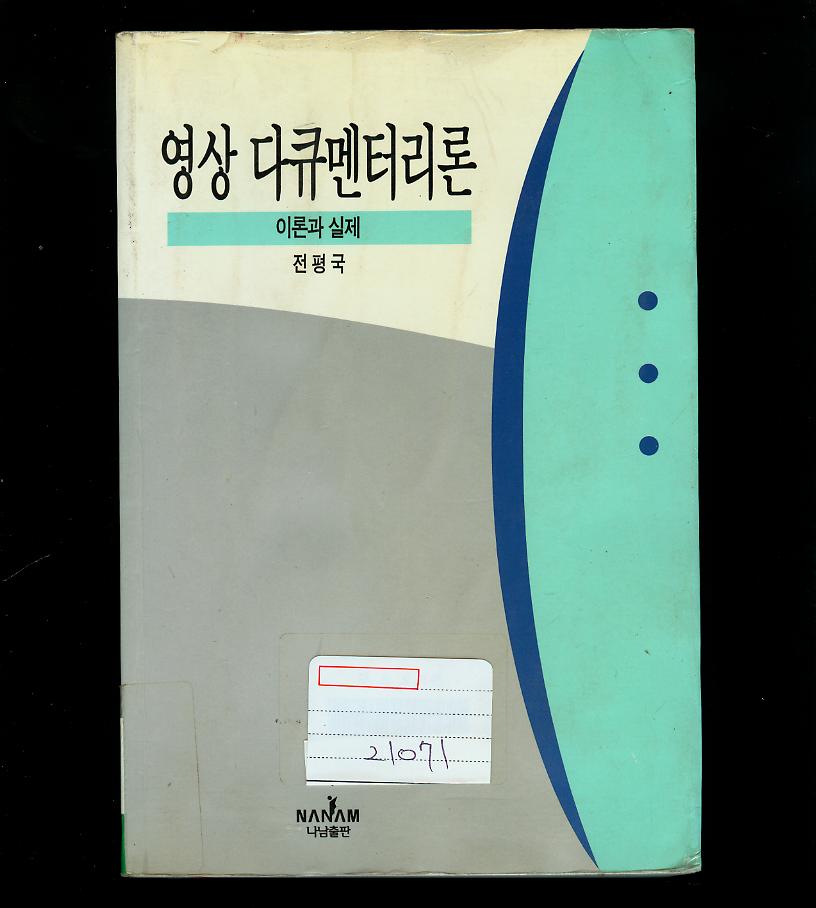 영상 다큐멘터리론
이론과 실제
전평국
21071
NANAM
나남출판